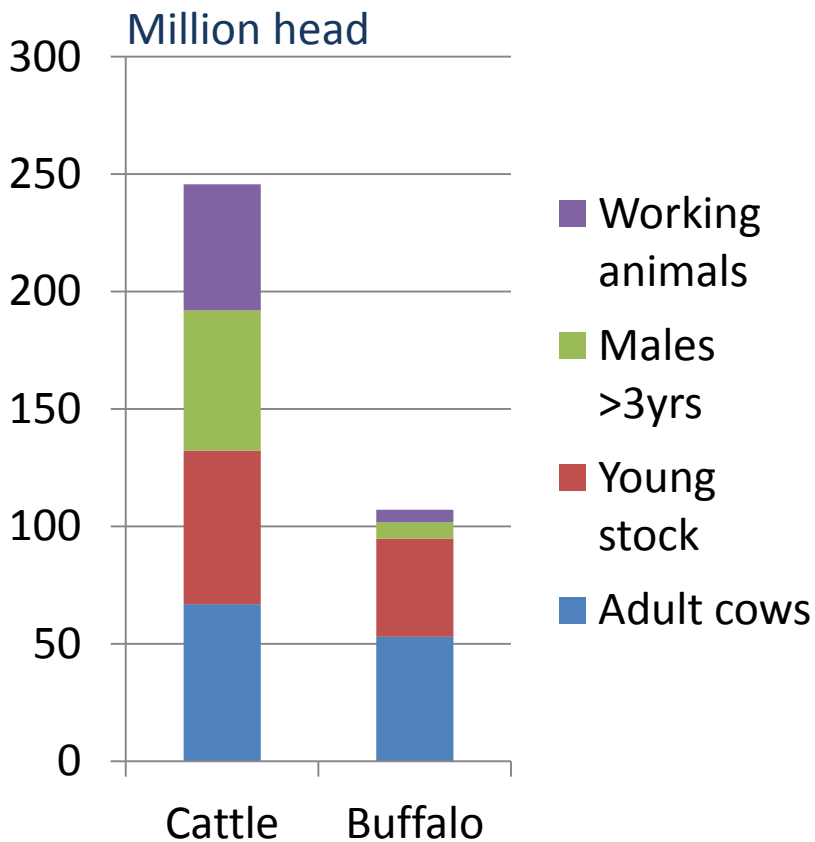 Million head
300
250
200
150
100
50
0
Cattle Buffalo
Working
animals
Males
>3yrs
Young
stock
Adult cows